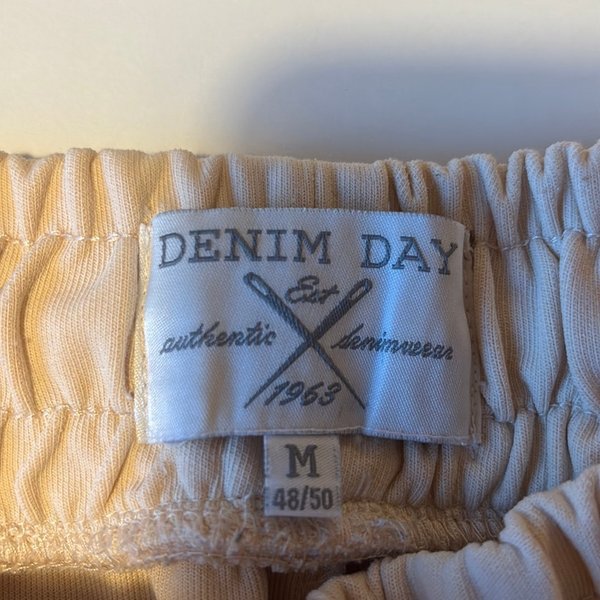 DENIM DAY
Est
authentic denimwear
1963
M
48/50